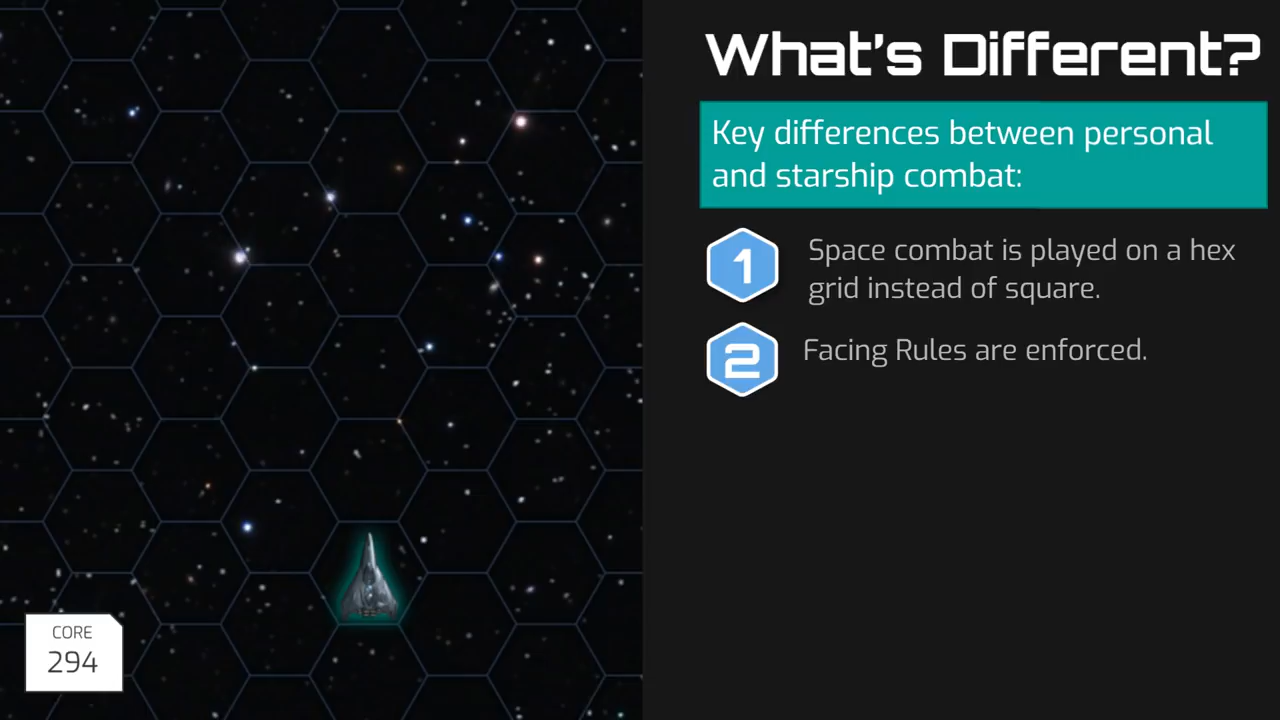 What's Different?
Key differences between personal
and starship combat:
1
Space combat is played on a hex
grid instead of square.
2
Facing Rules are enforced.
CORE
294